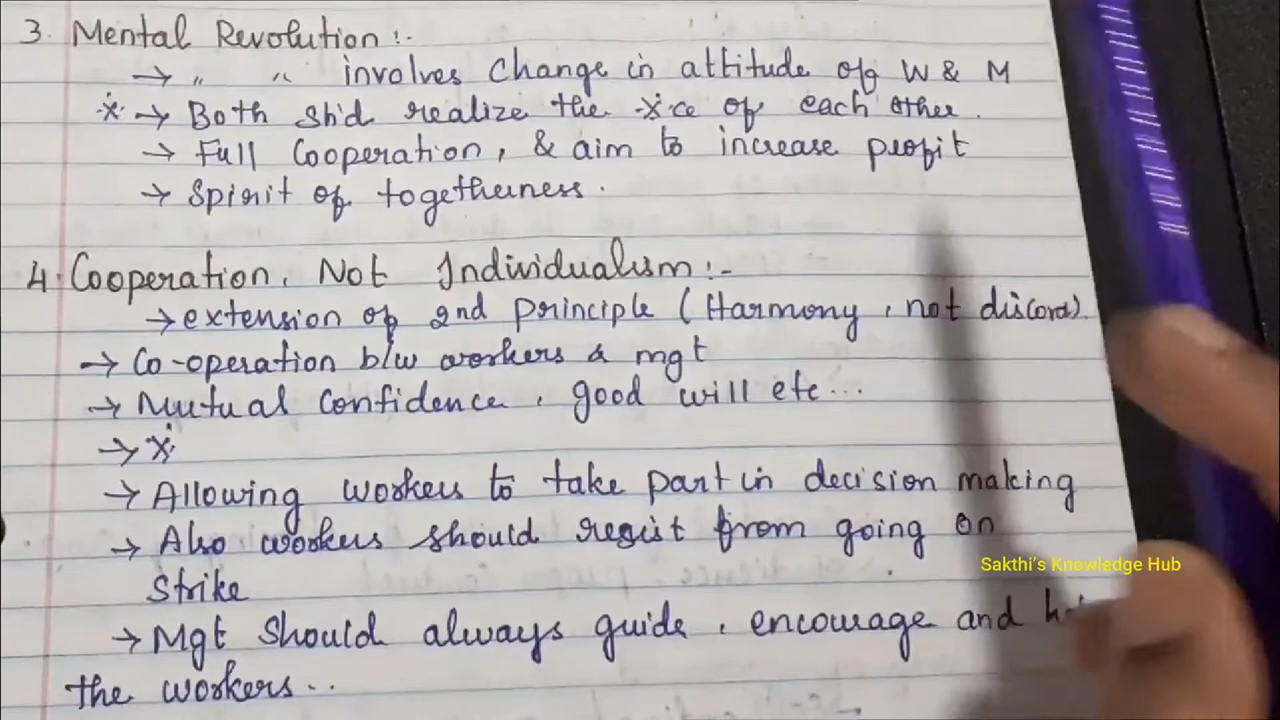 3. Mental Revolution :-
→ " " involves change in attitude of W & M
* → Both sh'd realize the *ce of each other.
→ Full Cooperation, & aim to increase profit
→ Spirit of togetherness.
4. Cooperation, Not Individualism :-
→ extension of 2nd principle (Harmony, not discord)
→ Co-operation b/w workers & mgt
→ Mutual Confidence, good will etc...
→ *
→ Allowing workers to take part in decision making
→ Also workers should resist from going on
Strike
Sakthi's Knowledge Hub
→ Mgt should always guide, encourage and
the workers..